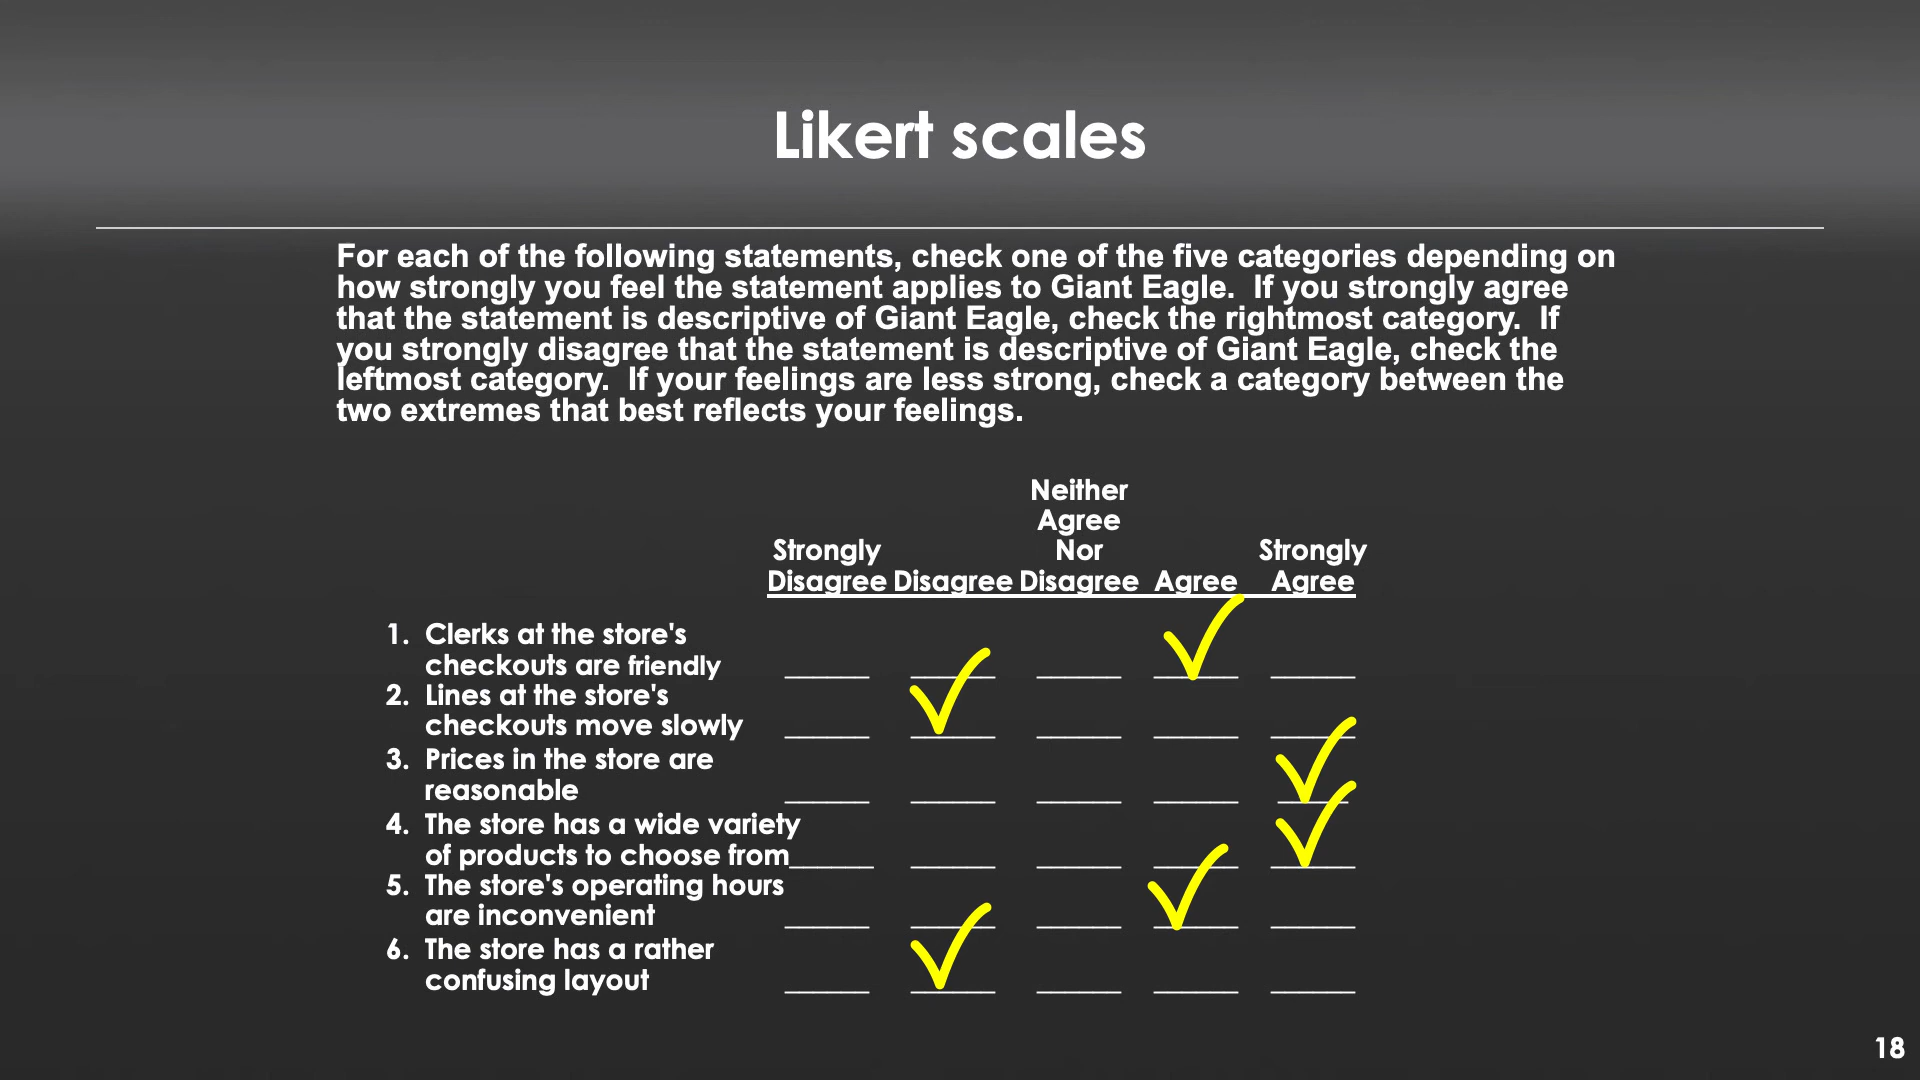 Likert scales
For each of the following statements, check one of the five categories depending on
how strongly you feel the statement applies to Giant Eagle.  If you strongly agree
that the statement is descriptive of Giant Eagle, check the rightmost category.  If
you strongly disagree that the statement is descriptive of Giant Eagle, check the
leftmost category.  If your feelings are less strong, check a category between the
two extremes that best reflects your feelings.
Neither
Agree
Strongly Nor Strongly
Disagree Disagree Disagree Agree Agree
1. Clerks at the store's
checkouts are friendly
2. Lines at the store's
checkouts move slowly
3. Prices in the store are
reasonable
4. The store has a wide variety
of products to choose from
5. The store's operating hours
are inconvenient
6. The store has a rather
confusing layout
18